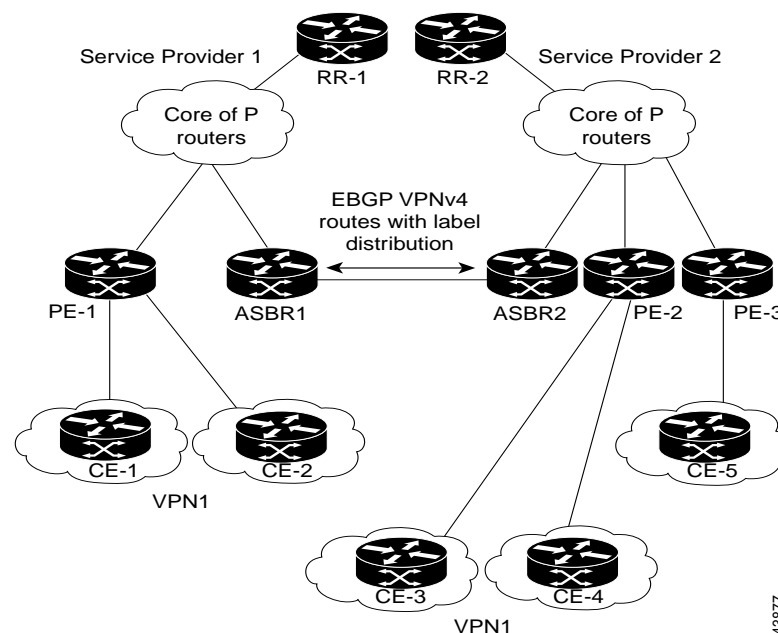 Service Provider 1
RR-1
RR-2
Service Provider 2
Core of P
routers
Core of P
routers
EBGP VPNv4
routes with label
distribution
PE-1
ASBR1
ASBR2
PE-2
PE-3
CE-1
CE-2
CE-5
VPN1
CE-3
CE-4
VPN1